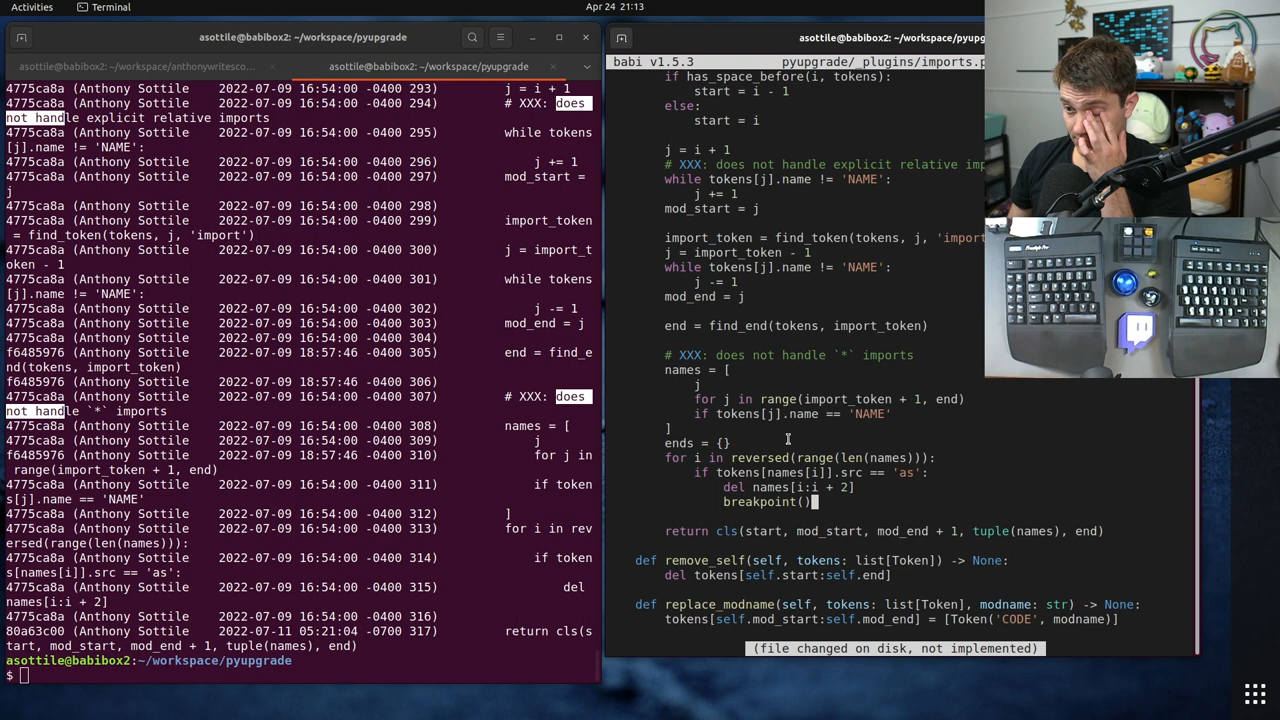 Activities
Terminal
Apr 24 21:13
asottile@babibox2: ~/workspace/pyupgrade
asottile@babibox2: ~/workspace/anthonywritesco…
asottile@babibox2: ~/workspace/pyupgrade
4775ca8a (Anthony Sottile     2022-07-09 16:54:00 -0400 293)         j = i + 1
4775ca8a (Anthony Sottile     2022-07-09 16:54:00 -0400 294)         # XXX: does
not handle explicit relative imports
4775ca8a (Anthony Sottile     2022-07-09 16:54:00 -0400 295)         while tokens
[j].name != 'NAME':
4775ca8a (Anthony Sottile     2022-07-09 16:54:00 -0400 296)             j += 1
4775ca8a (Anthony Sottile     2022-07-09 16:54:00 -0400 297)         mod_start =
j
4775ca8a (Anthony Sottile     2022-07-09 16:54:00 -0400 298)
4775ca8a (Anthony Sottile     2022-07-09 16:54:00 -0400 299)         import_token
= find_token(tokens, j, 'import')
4775ca8a (Anthony Sottile     2022-07-09 16:54:00 -0400 300)         j = import_t
oken - 1
4775ca8a (Anthony Sottile     2022-07-09 16:54:00 -0400 301)         while tokens
[j].name != 'NAME':
4775ca8a (Anthony Sottile     2022-07-09 16:54:00 -0400 302)             j -= 1
4775ca8a (Anthony Sottile     2022-07-09 16:54:00 -0400 303)         mod_end = j
4775ca8a (Anthony Sottile     2022-07-09 16:54:00 -0400 304)
f6485976 (Anthony Sottile     2022-07-09 18:57:46 -0400 305)         end = find_e
nd(tokens, import_token)
f6485976 (Anthony Sottile     2022-07-09 18:57:46 -0400 306)
4775ca8a (Anthony Sottile     2022-07-09 16:54:00 -0400 307)         # XXX: does
not handle `*` imports
4775ca8a (Anthony Sottile     2022-07-09 16:54:00 -0400 308)         names = [
4775ca8a (Anthony Sottile     2022-07-09 16:54:00 -0400 309)             j
f6485976 (Anthony Sottile     2022-07-09 18:57:46 -0400 310)             for j in
range(import_token + 1, end)
4775ca8a (Anthony Sottile     2022-07-09 16:54:00 -0400 311)             if token
s[j].name == 'NAME'
4775ca8a (Anthony Sottile     2022-07-09 16:54:00 -0400 312)         ]
4775ca8a (Anthony Sottile     2022-07-09 16:54:00 -0400 313)         for i in rev
ersed(range(len(names))):
4775ca8a (Anthony Sottile     2022-07-09 16:54:00 -0400 314)             if token
s[names[i]].src == 'as':
4775ca8a (Anthony Sottile     2022-07-09 16:54:00 -0400 315)                 del
names[i:i + 2]
4775ca8a (Anthony Sottile     2022-07-09 16:54:00 -0400 316)
80a63c00 (Anthony Sottile     2022-07-11 05:21:04 -0700 317)         return cls(s
tart, mod_start, mod_end + 1, tuple(names), end)
asottile@babibox2:~/workspace/pyupgrade
$
asottile@babibox2: ~/workspace/pyupg
babi v1.5.3          pyupgrade/_plugins/imports.p
if has_space_before(i, tokens):
start = i - 1
else:
start = i
j = i + 1
# XXX: does not handle explicit relative imp
while tokens[j].name != 'NAME':
j += 1
mod_start = j
import_token = find_token(tokens, j, 'import
j = import_token - 1
while tokens[j].name != 'NAME':
j -= 1
mod_end = j
end = find_end(tokens, import_token)
# XXX: does not handle `*` imports
names = [
j
for j in range(import_token + 1, end)
if tokens[j].name == 'NAME'
]
ends = {}
for i in reversed(range(len(names))):
if tokens[names[i]].src == 'as':
del names[i:i + 2]
breakpoint()
return cls(start, mod_start, mod_end + 1, tuple(names), end)
def remove_self(self, tokens: list[Token]) -> None:
del tokens[self.start:self.end]
def replace_modname(self, tokens: list[Token], modname: str) -> None:
tokens[self.mod_start:self.mod_end] = [Token('CODE', modname)]
(file changed on disk, not implemented)